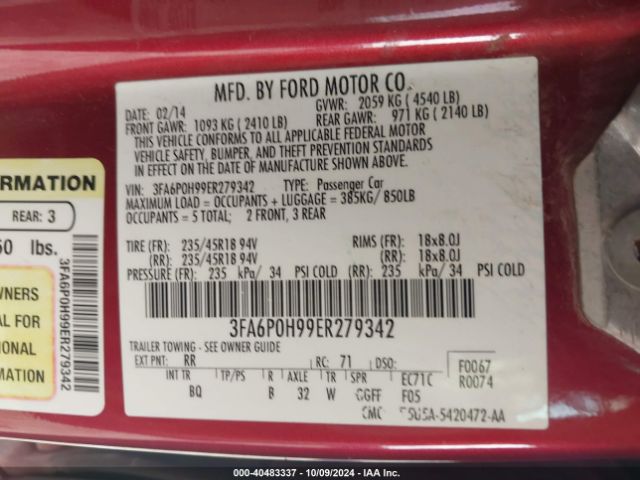 MFD. BY FORD MOTOR CO.
DATE: 02/14
GVWR: 2059 KG ( 4540 LB)
FRONT GAWR: 1093 KG ( 2410 LB)
REAR GAWR: 971 KG ( 2140 LB)
THIS VEHICLE CONFORMS TO ALL APPLICABLE FEDERAL MOTOR
VEHICLE SAFETY, BUMPER, AND THEFT PREVENTION STANDARDS
IN EFFECT ON THE DATE OF MANUFACTURE SHOWN ABOVE.
VIN: 3FA6P0H99ER279342 TYPE: Passenger Car
MAXIMUM LOAD = OCCUPANTS + LUGGAGE = 385KG/ 850LB
OCCUPANTS = 5 TOTAL; 2 FRONT, 3 REAR
TIRE (FR): 235/45R18 94V RIMS (FR): 18x8.0J
(RR): 235/45R18 94V (RR): 18x8.0J
PRESSURE (FR): 235 kPa/ 34 PSI COLD (RR): 235 kPa/ 34 PSI COLD
3FA6P0H99ER279342
TRAILER TOWING - SEE OWNER GUIDE
EXT PNT: RR RC: 71 DSO: F0067
INT TR TP/PS R AXLE TR SPR EC71C R0074
BQ B 32 W GGFF F05
CMC 5U5A-5420472-AA
FORMATION
REAR: 3
50 lbs.
3FA6P0H99ER279342
WNERS
AL FOR
IONAL
MATION
000-40483337 - 10/09/2024 - IAA Inc.